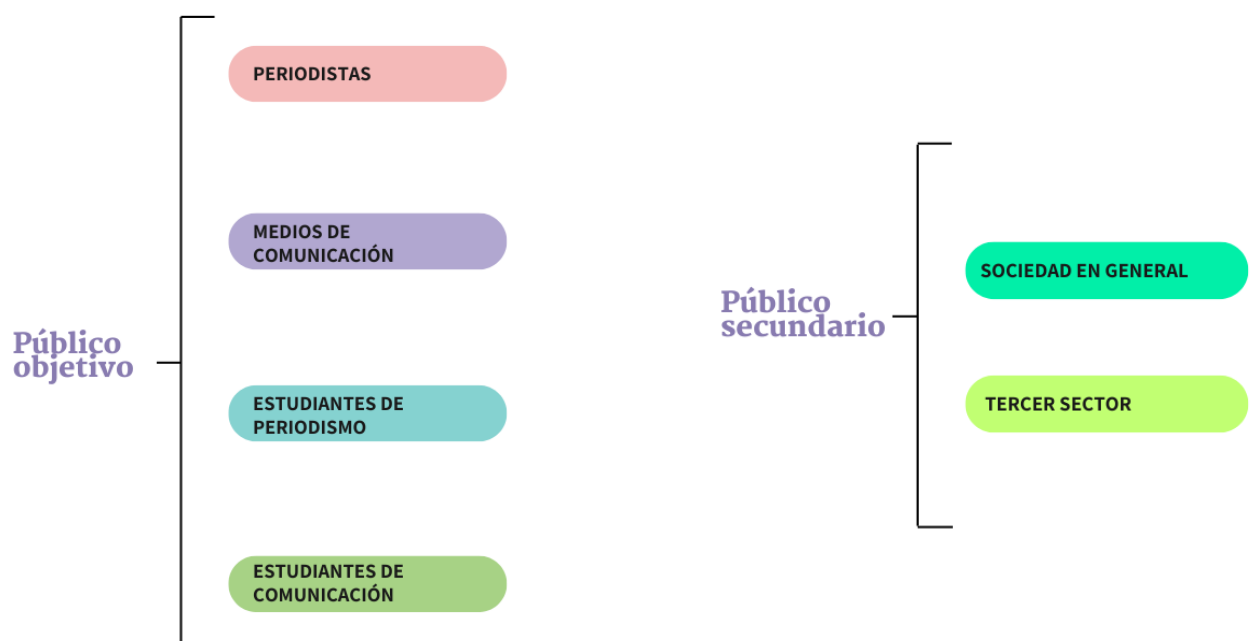 Público
objetivo
PERIODISTAS
MEDIOS DE
COMUNICACIÓN
ESTUDIANTES DE
PERIODISMO
ESTUDIANTES DE
COMUNICACIÓN
Público
secundario
SOCIEDAD EN GENERAL
TERCER SECTOR